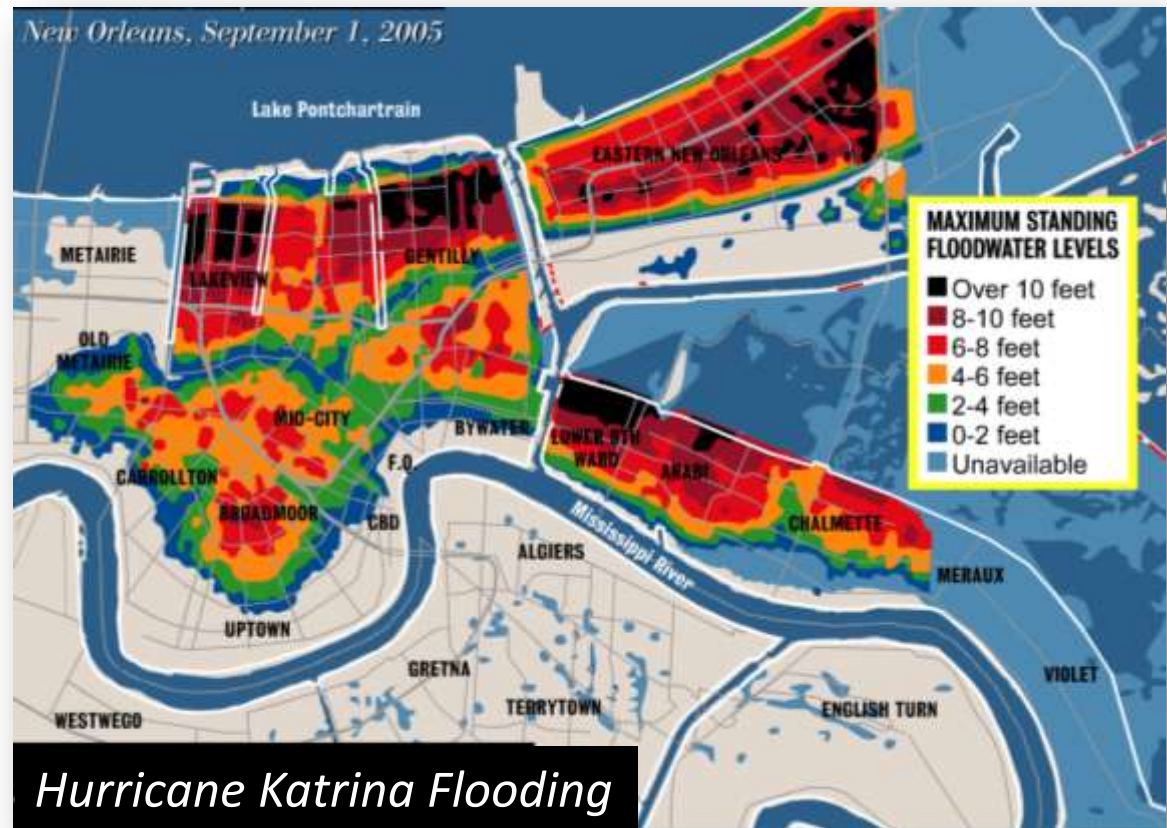 New Orleans, September 1, 2005
Lake Pontchartrain
EASTERN NEW ORLEANS
METAIRIE
LAKEVIEW
GENTILLY
MAXIMUM STANDING
FLOODWATER LEVELS
Over 10 feet
8-10 feet
6-8 feet
4-6 feet
2-4 feet
0-2 feet
Unavailable
OLD
METAIRIE
MID-CITY
BYWATER
LOWER 9TH
WARD
F.Q.
ARABI
CARROLLTON
BROADMOOR
CBD
CHALMETTE
Mississippi River
ALGIERS
MERAUX
UPTOWN
GRETNA
VIOLET
TERRYTOWN
ENGLISH TURN
WESTWEGO
Hurricane Katrina Flooding